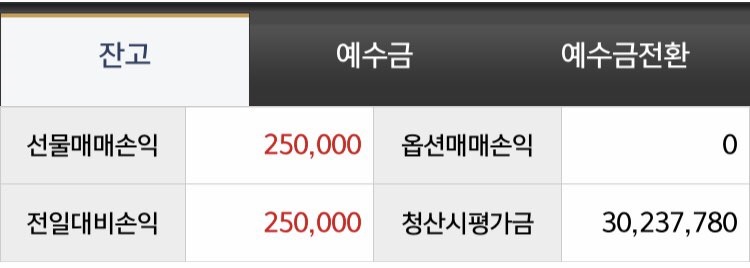 잔고 예수금 예수금전환
선물매매손익 250,000 옵션매매손익 0
전일대비손익 250,000 청산시평가금 30,237,780